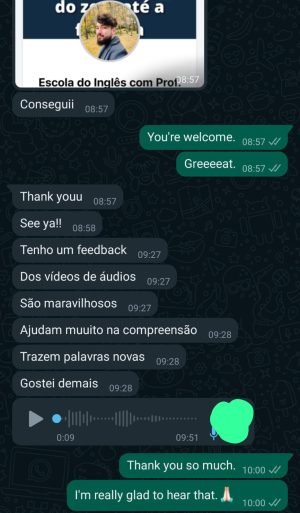 do zero até a
f
Escola do Inglês com Prof.
08:57
Conseguii 08:57
You're welcome. 08:57
Greeeeat. 08:57
Thank youu 08:57
See ya!! 08:58
Tenho um feedback 09:27
Dos vídeos de áudios 09:27
São maravilhosos 09:27
Ajudam muuito na compreensão 09:28
Trazem palavras novas 09:28
Gostei demais 09:28
0:09 09:51
Thank you so much. 10:00
I'm really glad to hear that.🙏🏻 10:00